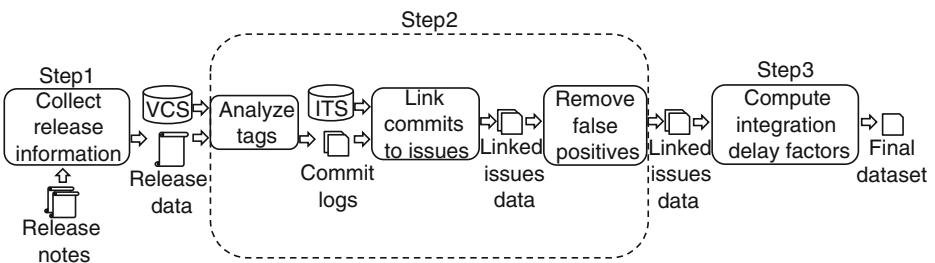 Step2
Step1
Step3
Collect
release
information
VCS
Analyze
tags
ITS
Link
commits
to issues
Remove
false
positives
Compute
integration
delay factors
Release
notes
Release
data
Commit
logs
Linked
issues
data
Linked
issues
data
Final
dataset